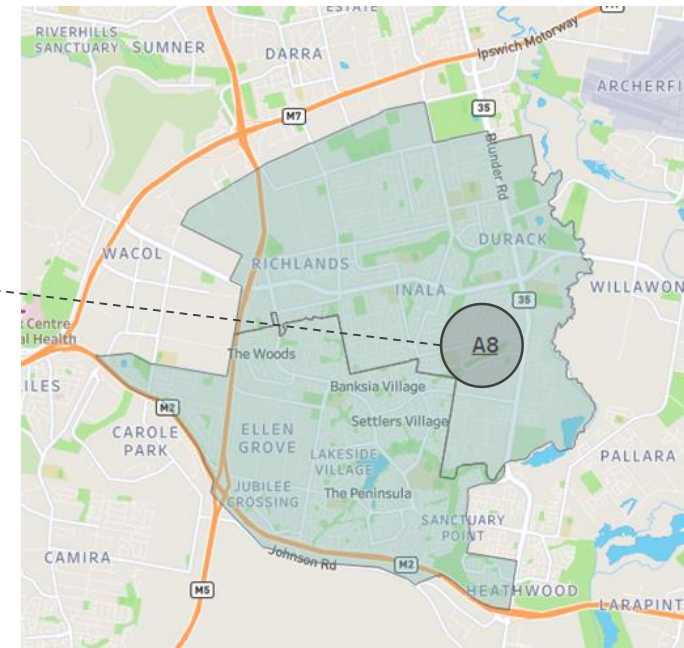 ESTATE
RIVERHILLS
SANCTUARY
SUMNER
DARRA
Ipswich Motorway
ARCHERFI
M7
35
Blunder Rd
DURACK
WACOL
RICHLANDS
INALA
WILLAWON
35
Centre
al Health
The Woods
A8
Banksia Village
ILES
M2
Settlers Village
CAROLE
PARK
ELLEN
GROVE
LAKESIDE
VILLAGE
PALLARA
JUBILEE
CROSSING
The Peninsula
SANCTUARY
POINT
CAMIRA
Johnson Rd
M2
M5
HEATHWOOD
LARAPINT